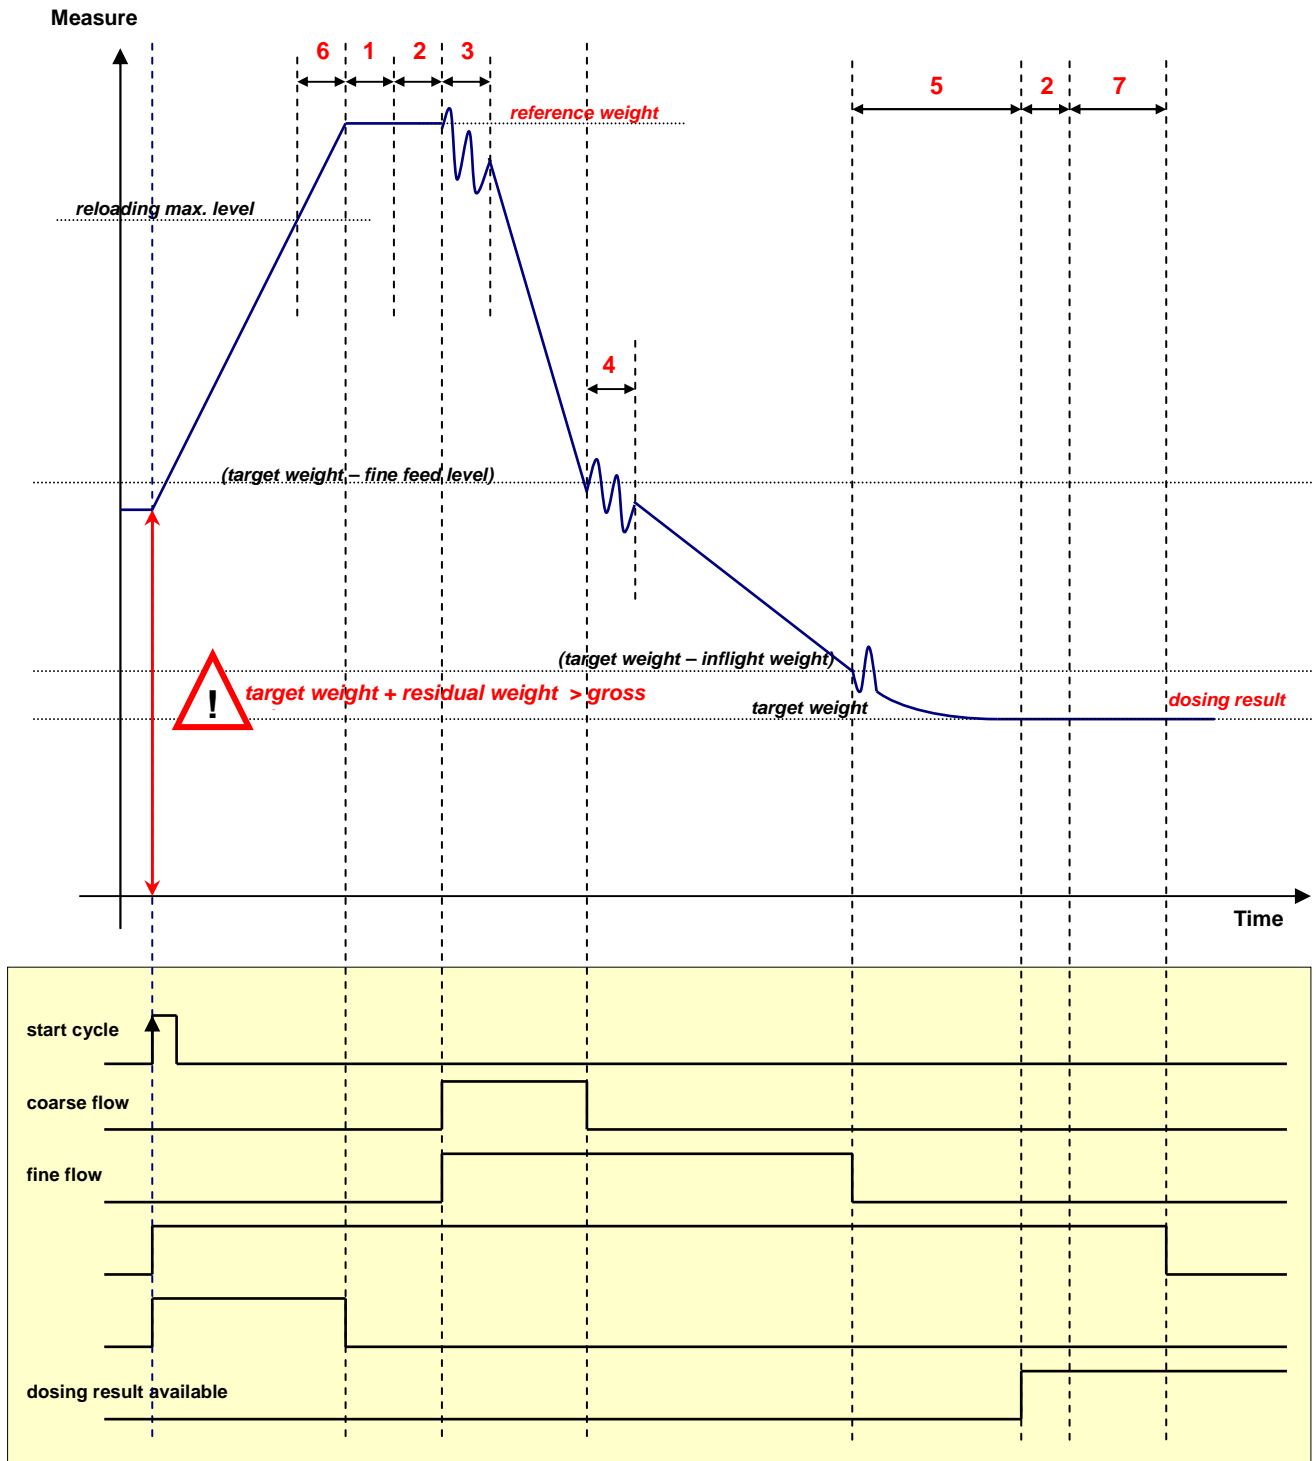 Measure
6 1 2 3
5 2 7
reference weight
reloading max. level
4
(target weight – fine feed level)
(target weight – inflight weight)
! target weight + residual weight > gross
target weight
dosing result
Time
start cycle
coarse flow
fine flow
dosing result available